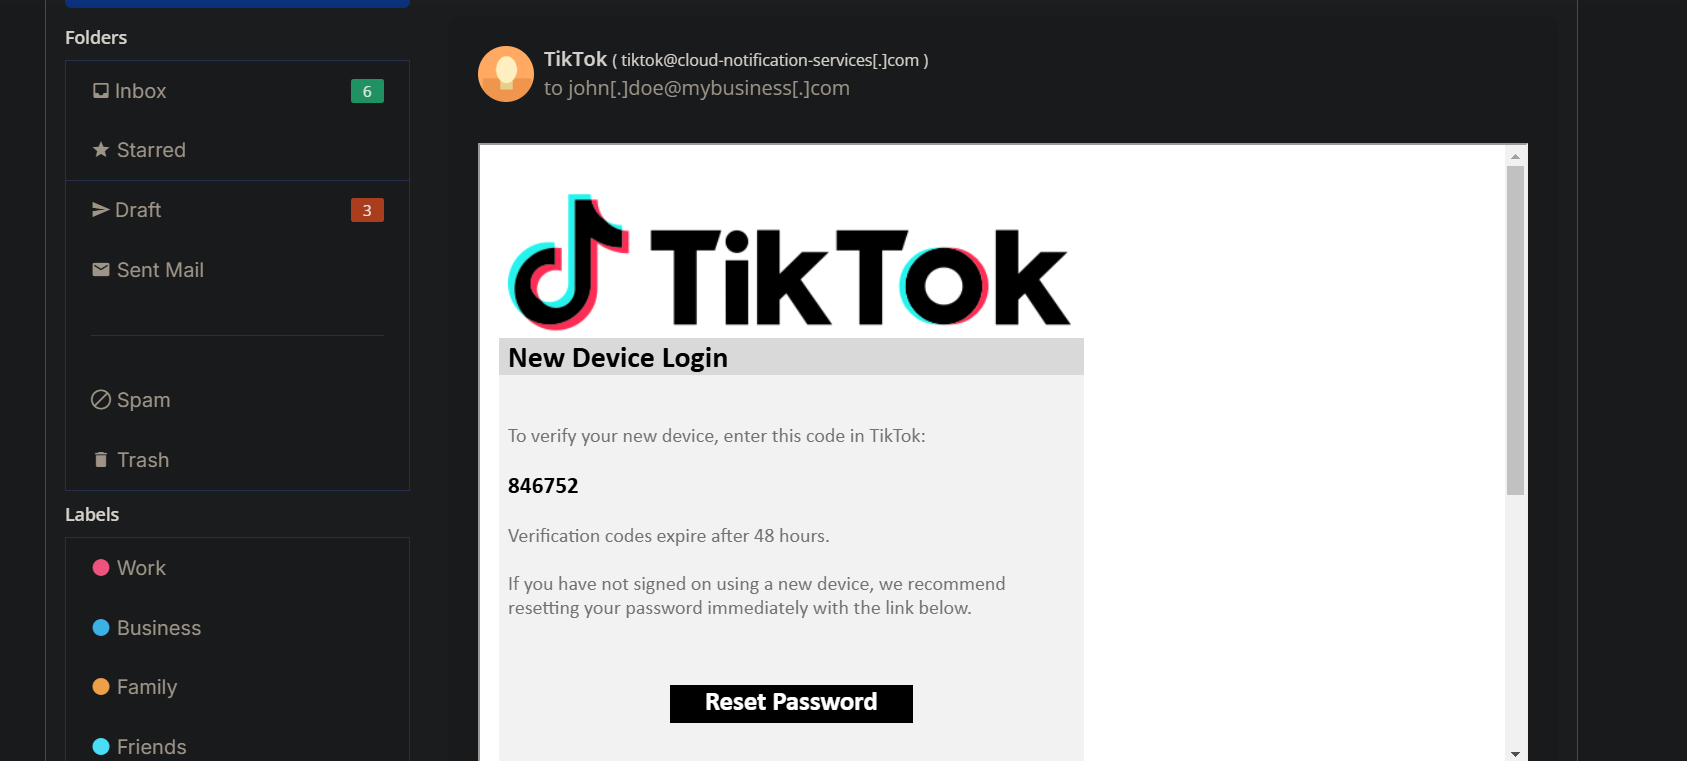 Folders
Inbox 6
Starred
Draft 3
Sent Mail
Spam
Trash
Labels
Work
Business
Family
Friends
TikTok ( tiktok@cloud-notification-services[.]com )
to john[.]doe@mybusiness[.]com
TikTok
New Device Login
To verify your new device, enter this code in TikTok:
846752
Verification codes expire after 48 hours.
If you have not signed on using a new device, we recommend
resetting your password immediately with the link below.
Reset Password